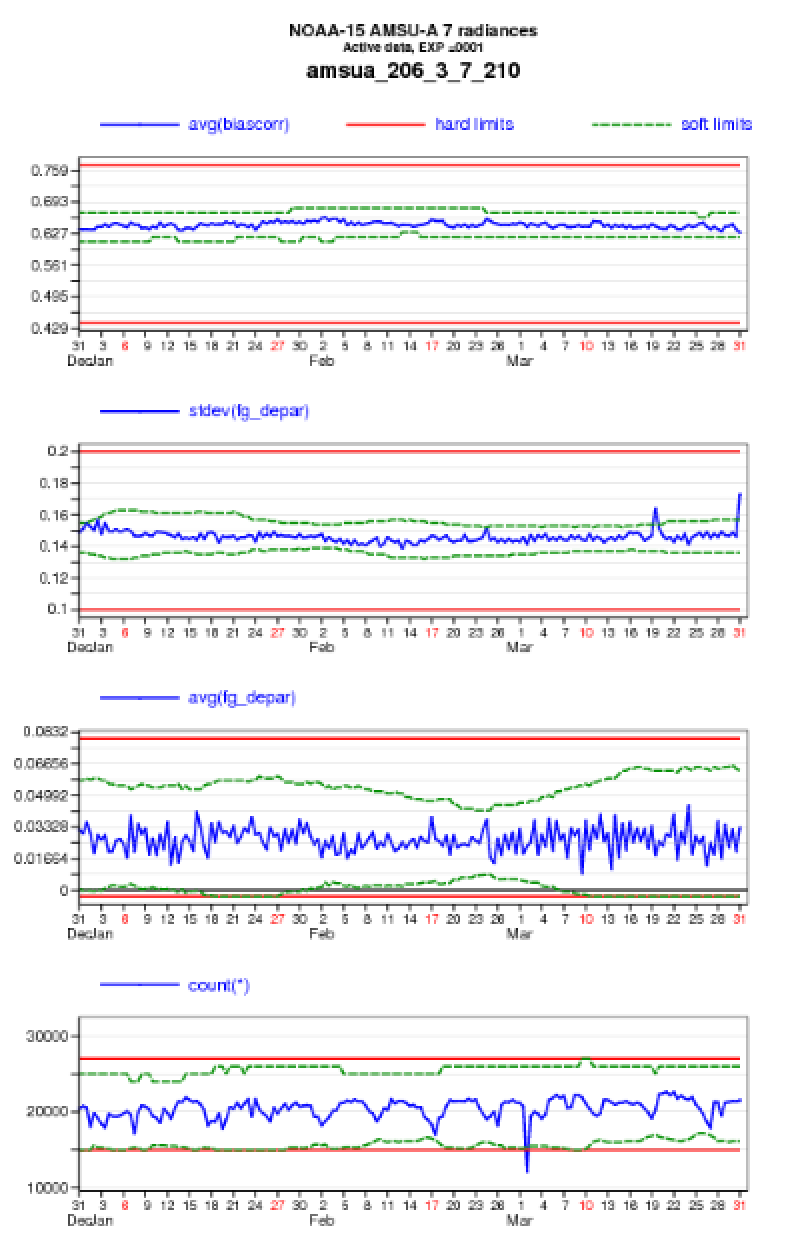 NOAA-15 AMSU-A 7 radiances
Active data, EXP =0001
amsua_206_3_7_210
avg(biascorr) hard limits soft limits
0.759
0.693
0.627
0.561
0.495
0.429
31 3 6 9 12 15 18 21 24 27 30 2 5 8 11 14 17 20 23 26 1 4 7 10 13 16 19 22 25 28 31
Dec Jan Feb Mar
stdev(fg_depar)
0.2
0.18
0.16
0.14
0.12
0.1
31 3 6 9 12 15 18 21 24 27 30 2 5 8 11 14 17 20 23 26 1 4 7 10 13 16 19 22 25 28 31
Dec Jan Feb Mar
avg(fg_depar)
0.0832
0.06656
0.04992
0.03328
0.01664
0
31 3 6 9 12 15 18 21 24 27 30 2 5 8 11 14 17 20 23 26 1 4 7 10 13 16 19 22 25 28 31
Dec Jan Feb Mar
count(*)
30000
20000
10000
31 3 6 9 12 15 18 21 24 27 30 2 5 8 11 14 17 20 23 26 1 4 7 10 13 16 19 22 25 28 31
Dec Jan Feb Mar